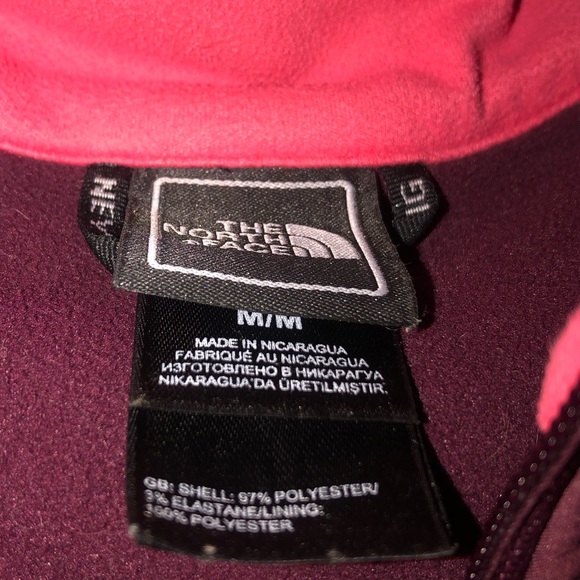 THE
NORTH
FACE
M/M
MADE IN NICARAGUA
FABRIQUÉ AU NICARAGUA
ИЗГОТОВЛЕНО В НИКАРАГУА
NIKARAGUA'DA ÜRETILMIŞTIR.
GB: SHELL: 97% POLYESTER/
3% ELASTANE/LINING:
100% POLYESTER